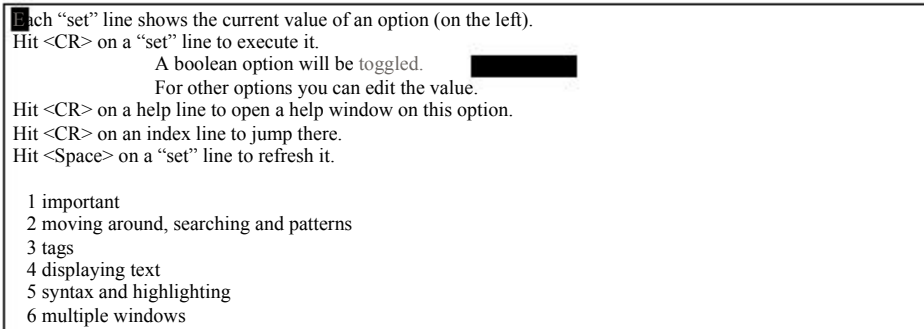 Each “set” line shows the current value of an option (on the left).
Hit <CR> on a “set” line to execute it.
A boolean option will be toggled.
For other options you can edit the value.
Hit <CR> on a help line to open a help window on this option.
Hit <CR> on an index line to jump there.
Hit <Space> on a “set” line to refresh it.
1 important
2 moving around, searching and patterns
3 tags
4 displaying text
5 syntax and highlighting
6 multiple windows